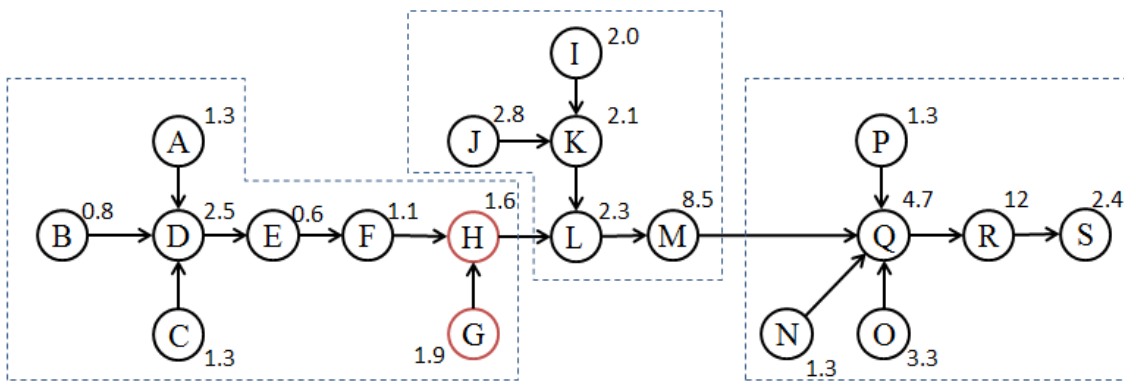 I 2.0
A 1.3
J 2.8
K 2.1
P 1.3
B 0.8
D 2.5
E 0.6
F 1.1
H 1.6
L 2.3
M 8.5
Q 4.7
R 12
S 2.4
C 1.3
G 1.9
N 1.3
O 3.3